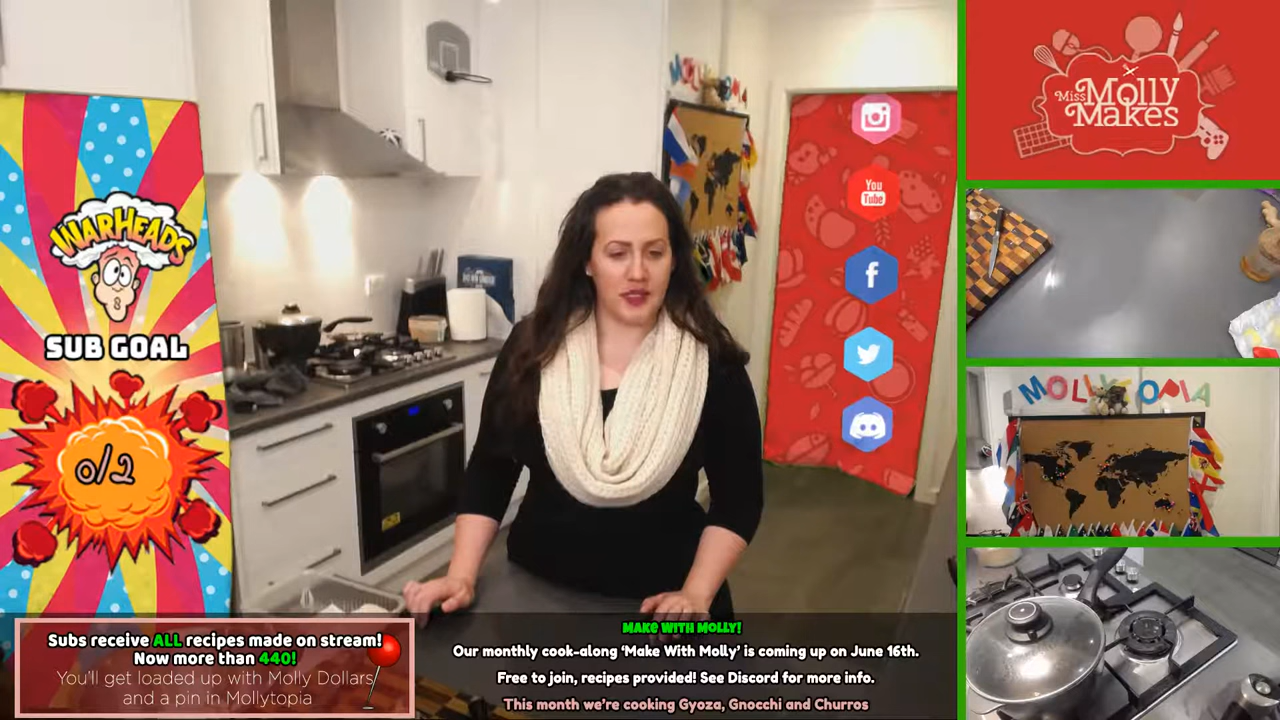 WARHEADS
SUB GOAL
0/2
MOLLYTOPIA
You
Tube
f
Miss
Molly
Makes
MOLLYTOPIA
Subs receive ALL recipes made on stream!
Now more than 440!
You'll get loaded up with Molly Dollars
and a pin in Mollytopia
MAKE WITH MOLLY!
Our monthly cook-along ‘Make With Molly’ is coming up on June 16th.
Free to join, recipes provided! See Discord for more info.
This month we're cooking Gyoza, Gnocchi and Churros